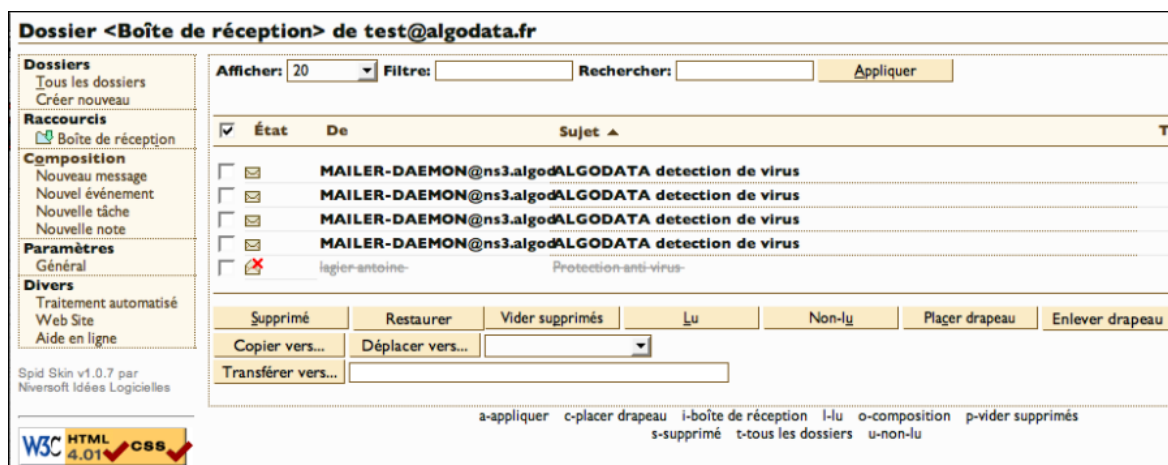 Dossier <Boîte de réception> de test@algodata.fr
Dossiers
Tous les dossiers
Créer nouveau
Raccourcis
Boîte de réception
Composition
Nouveau message
Nouvel événement
Nouvelle tâche
Nouvelle note
Paramètres
Général
Divers
Traitement automatisé
Web Site
Aide en ligne
Spid Skin v1.0.7 par
Niversoft Idées Logicielles
W3C HTML 4.01 CSS
Afficher: 20 Filtre: Rechercher: Appliquer
État De Sujet T
MAILER-DAEMON@ns3.algod ALGODATA detection de virus
MAILER-DAEMON@ns3.algod ALGODATA detection de virus
MAILER-DAEMON@ns3.algod ALGODATA detection de virus
MAILER-DAEMON@ns3.algod ALGODATA detection de virus
lagier antoine Protection anti virus
Supprimé Restaurer Vider supprimés Lu Non-lu Plaçer drapeau Enlever drapeau
Copier vers... Déplacer vers...
Transférer vers...
a-appliquer c-placer drapeau i-boîte de réception l-lu o-composition p-vider supprimés
s-supprimé t-tous les dossiers u-non-lu